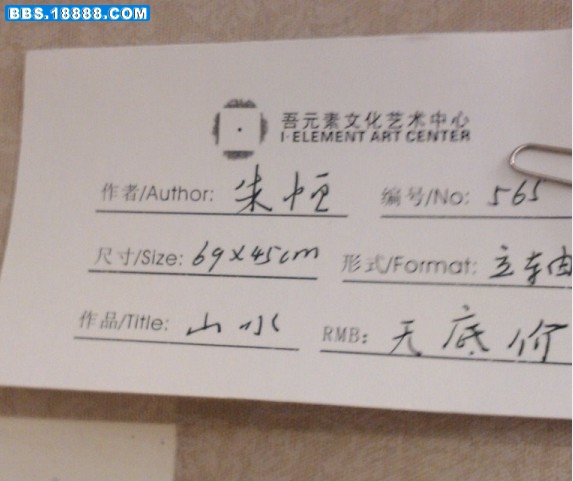 BBS.18888.COM
吾元素文化艺术中心
I·ELEMENT ART CENTER
作者/Author: 朱恒 编号/No: 565
尺寸/Size: 69×45cm 形式/Format: 立轴
作品/Title: 山水 RMB: 无底价